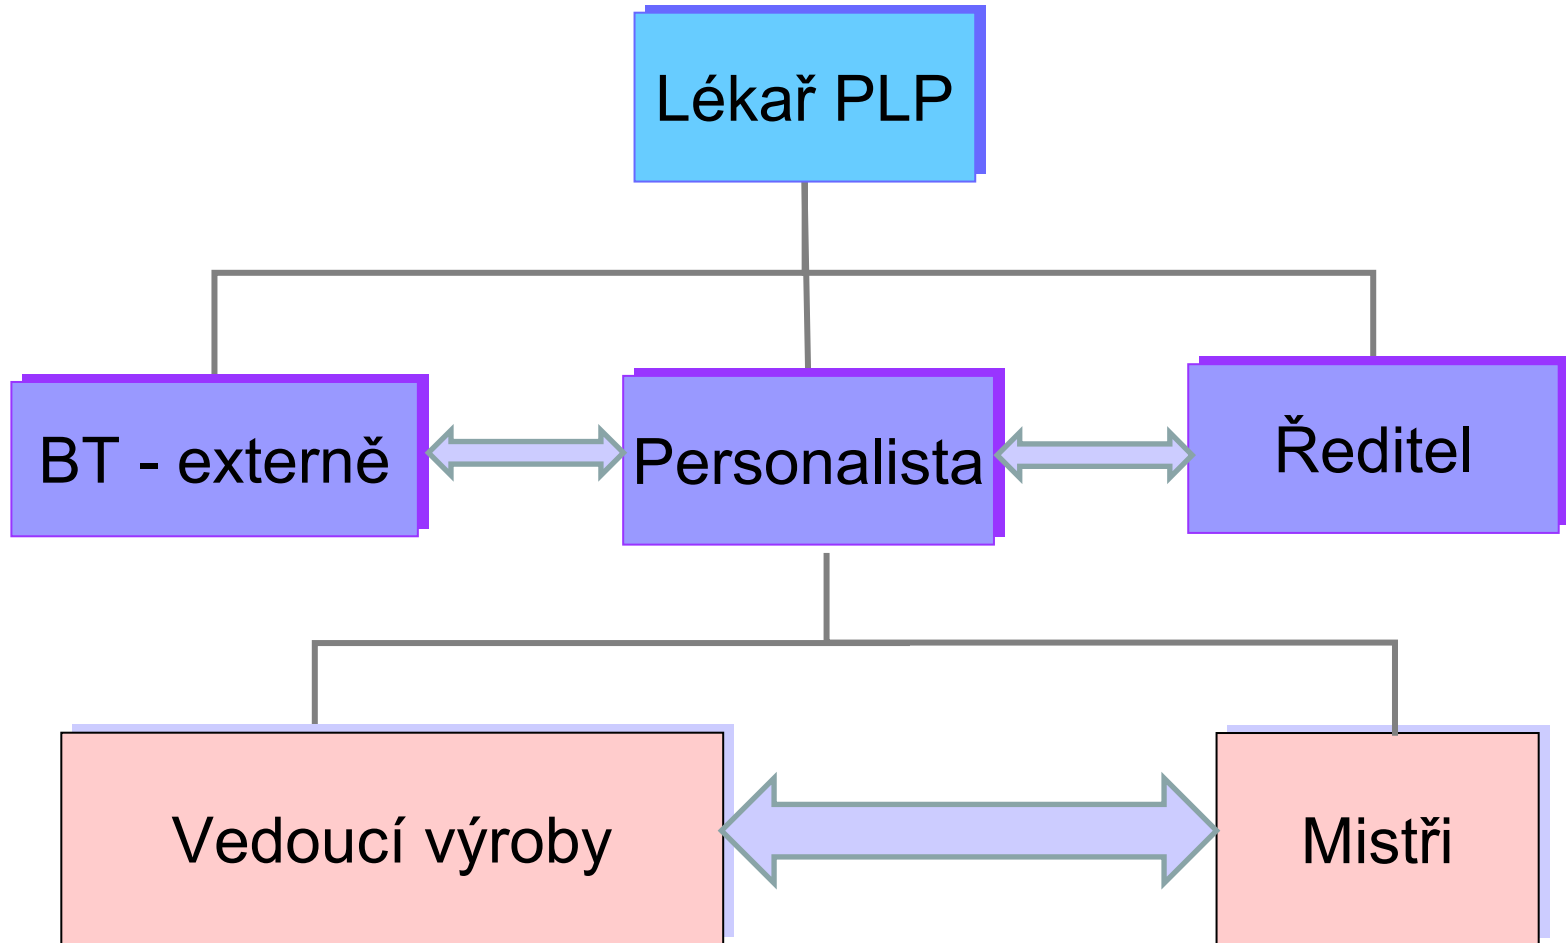 Lékař PLP
BT - externě
Personalista
Ředitel
Vedoucí výroby
Mistři